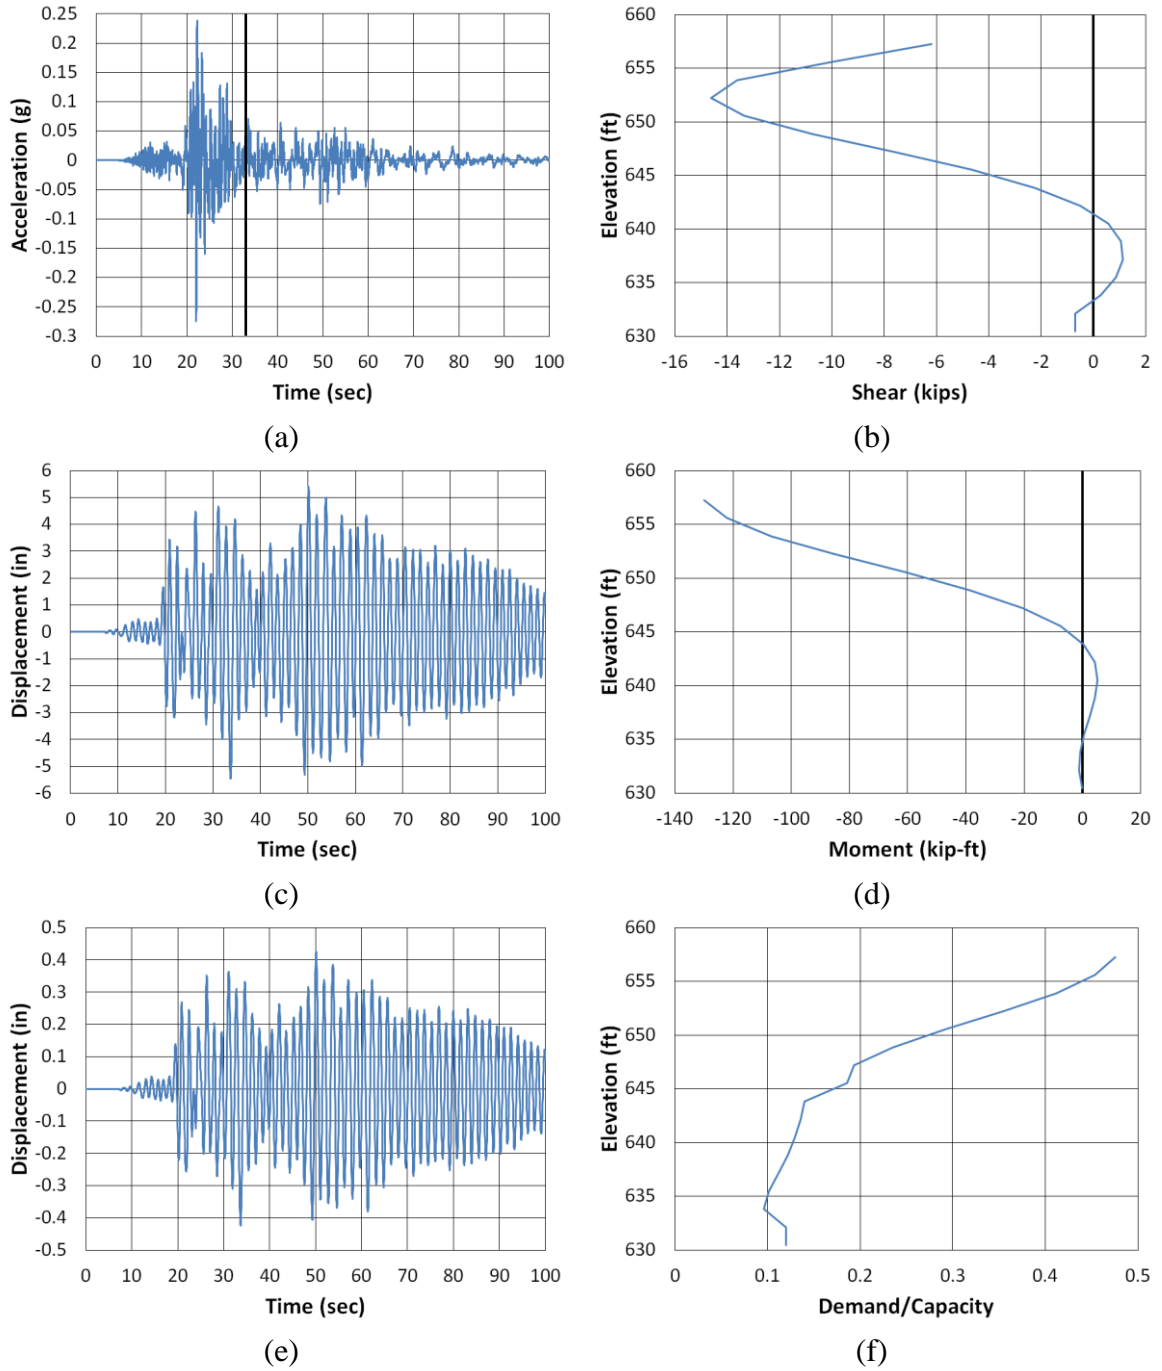 0.25
0.2
0.15
0.1
0.05
0
-0.05
-0.1
-0.15
-0.2
-0.25
-0.3
Acceleration (g)
0 10 20 30 40 50 60 70 80 90 100
Time (sec)
(a)
660
655
650
645
640
635
630
Elevation (ft)
-16 -14 -12 -10 -8 -6 -4 -2 0 2
Shear (kips)
(b)
6
5
4
3
2
1
0
-1
-2
-3
-4
-5
-6
Displacement (in)
0 10 20 30 40 50 60 70 80 90 100
Time (sec)
(c)
660
655
650
645
640
635
630
Elevation (ft)
-140 -120 -100 -80 -60 -40 -20 0 20
Moment (kip-ft)
(d)
0.5
0.4
0.3
0.2
0.1
0
-0.1
-0.2
-0.3
-0.4
-0.5
Displacement (in)
0 10 20 30 40 50 60 70 80 90 100
Time (sec)
(e)
660
655
650
645
640
635
630
Elevation (ft)
0 0.1 0.2 0.3 0.4 0.5
Demand/Capacity
(f)